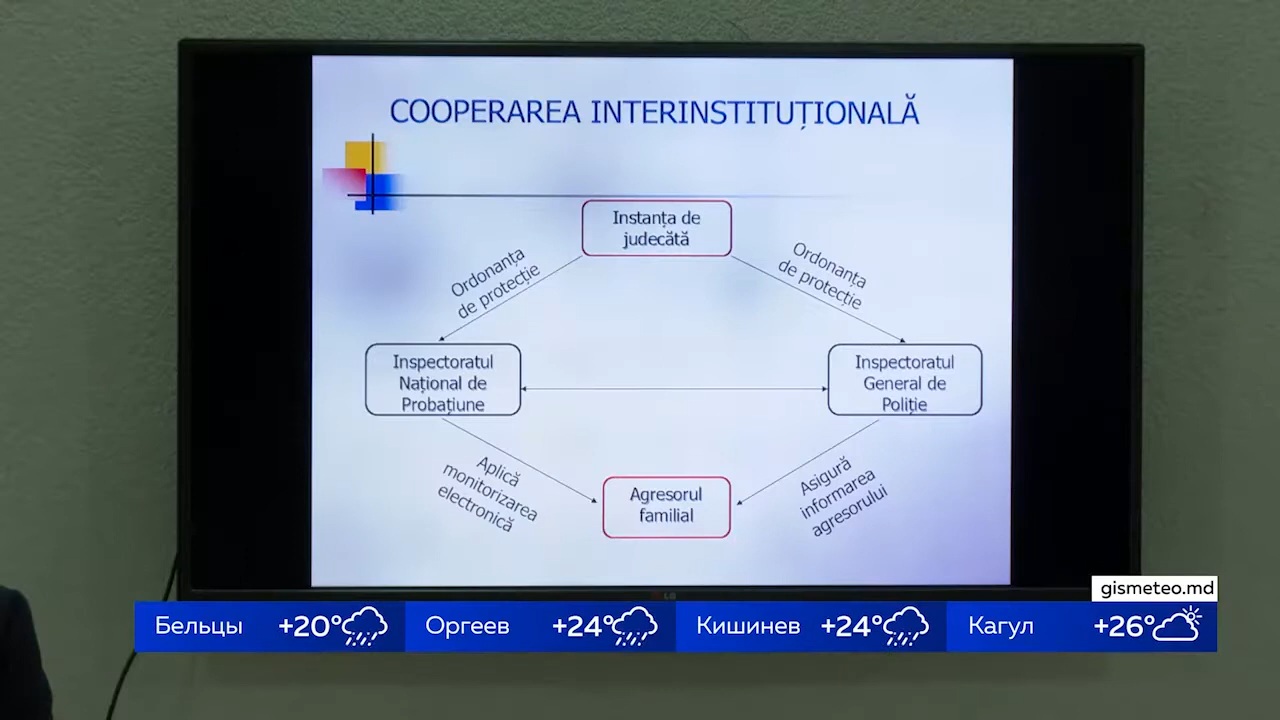 COOPERAREA INTERINSTITUȚIONALĂ
Instanța de
judecătă
Ordonanța
de protecție
Ordonanța
de protecție
Inspectoratul
Național de
Probațiune
Inspectoratul
General de
Poliție
Aplică
monitorizarea
electronică
Agresorul
familial
Asigură
informarea
agresorului
LG
gismeteo.md
Бельцы +20°
Оргеев +24°
Кишинев +24°
Кагул +26°